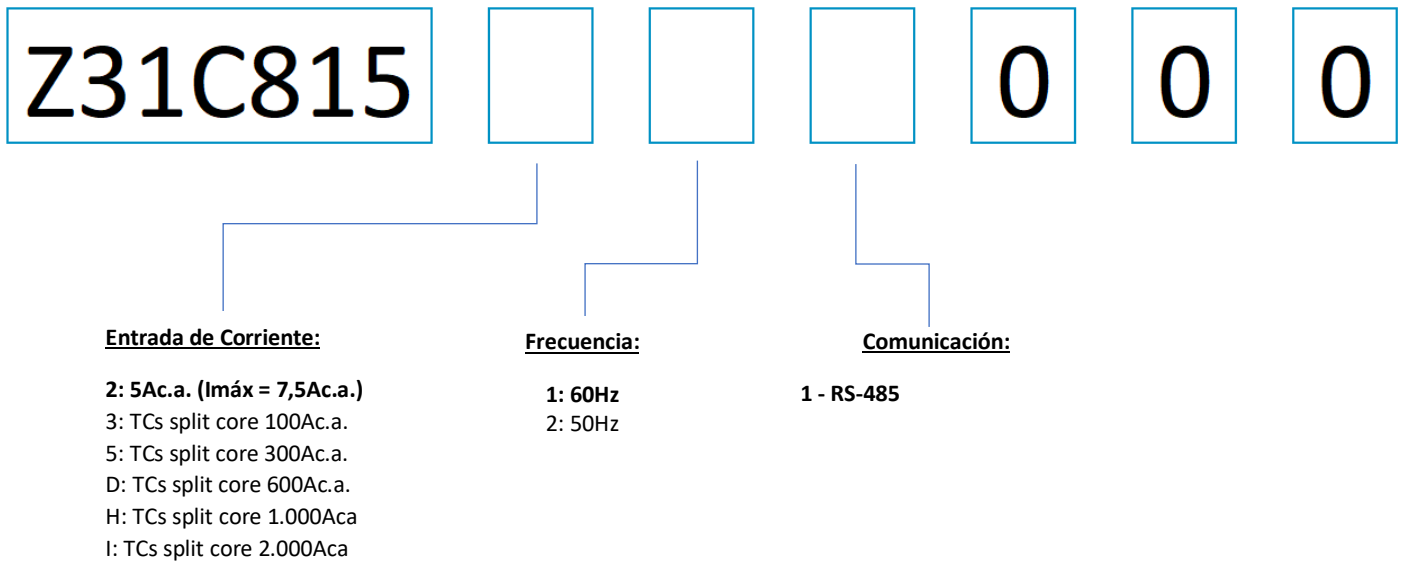 Z31C815 0 0 0
Entrada de Corriente:
2: 5Ac.a. (Imáx = 7,5Ac.a.)
3: TCs split core 100Ac.a.
5: TCs split core 300Ac.a.
D: TCs split core 600Ac.a.
H: TCs split core 1.000Aca
I: TCs split core 2.000Aca
Frecuencia:
1: 60Hz
2: 50Hz
Comunicación:
1 - RS-485